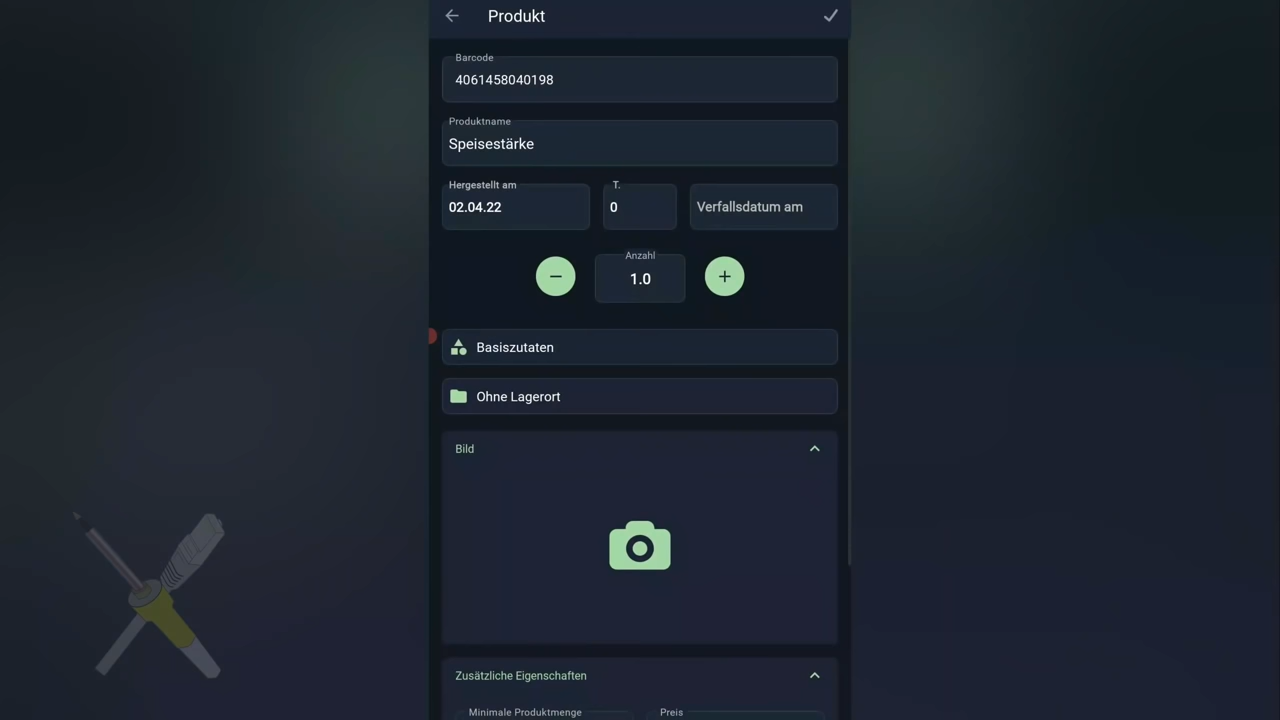 Produkt
Barcode
4061458040198
Produktname
Speisestärke
Hergestellt am
02.04.22
T.
0
Verfallsdatum am
Anzahl
1.0
Basiszutaten
Ohne Lagerort
Bild
Zusätzliche Eigenschaften
Minimale Produktmenge
Preis